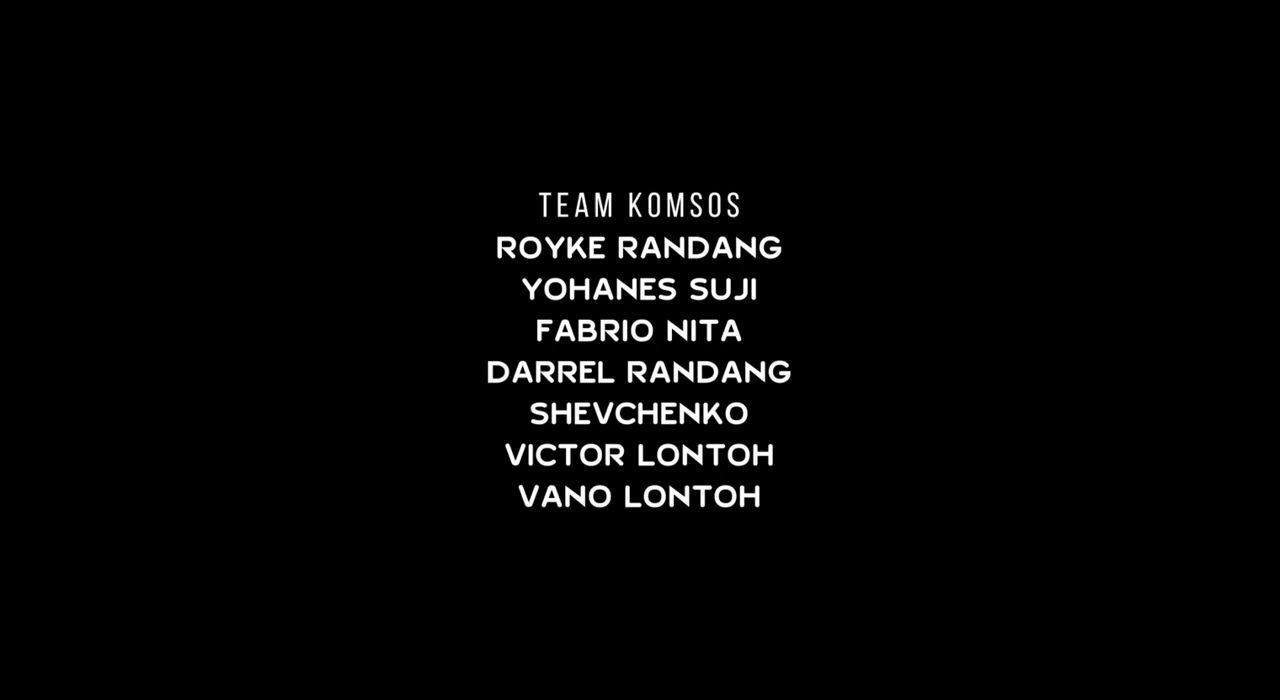 TEAM KOMSOS
ROYKE RANDANG
YOHANES SUJI
FABRIO NITA
DARREL RANDANG
SHEVCHENKO
VICTOR LONTOH
VANO LONTOH